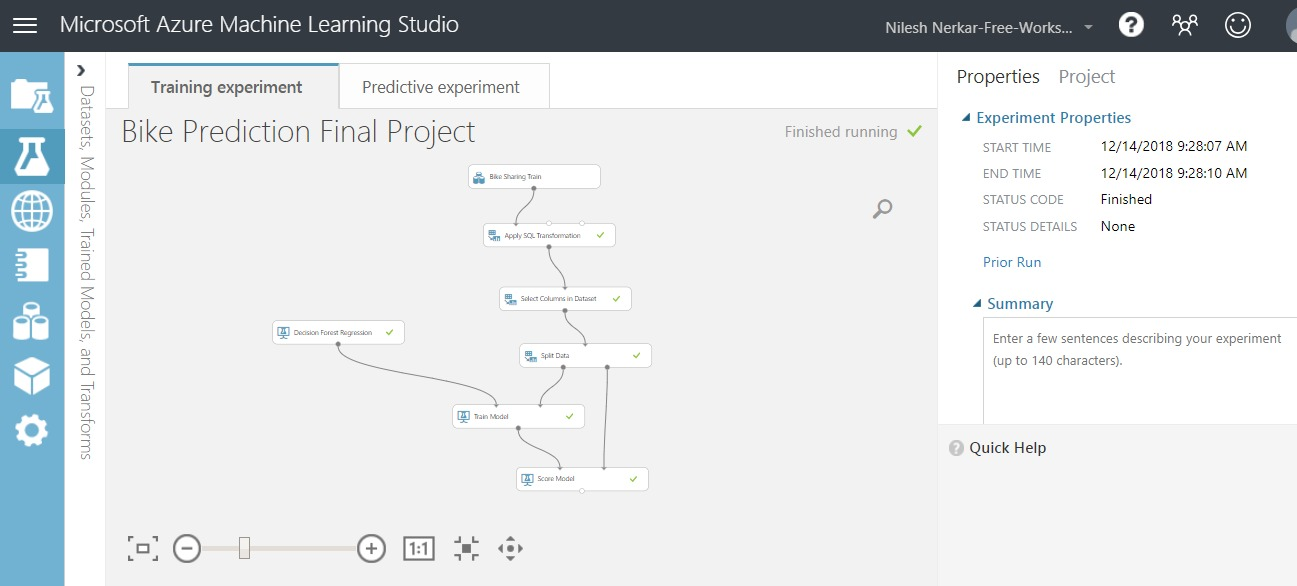 Microsoft Azure Machine Learning Studio
Nilesh Nerkar-Free-Works...
?
Datasets, Modules, Trained Models, and Transforms
Training experiment
Predictive experiment
Bike Prediction Final Project
Finished running
Bike Sharing Train
Apply SQL Transformation
Select Columns in Dataset
Decision Forest Regression
Split Data
Train Model
Score Model
1:1
Properties
Project
Experiment Properties
START TIME 12/14/2018 9:28:07 AM
END TIME 12/14/2018 9:28:10 AM
STATUS CODE Finished
STATUS DETAILS None
Prior Run
Summary
Enter a few sentences describing your experiment
(up to 140 characters).
? Quick Help